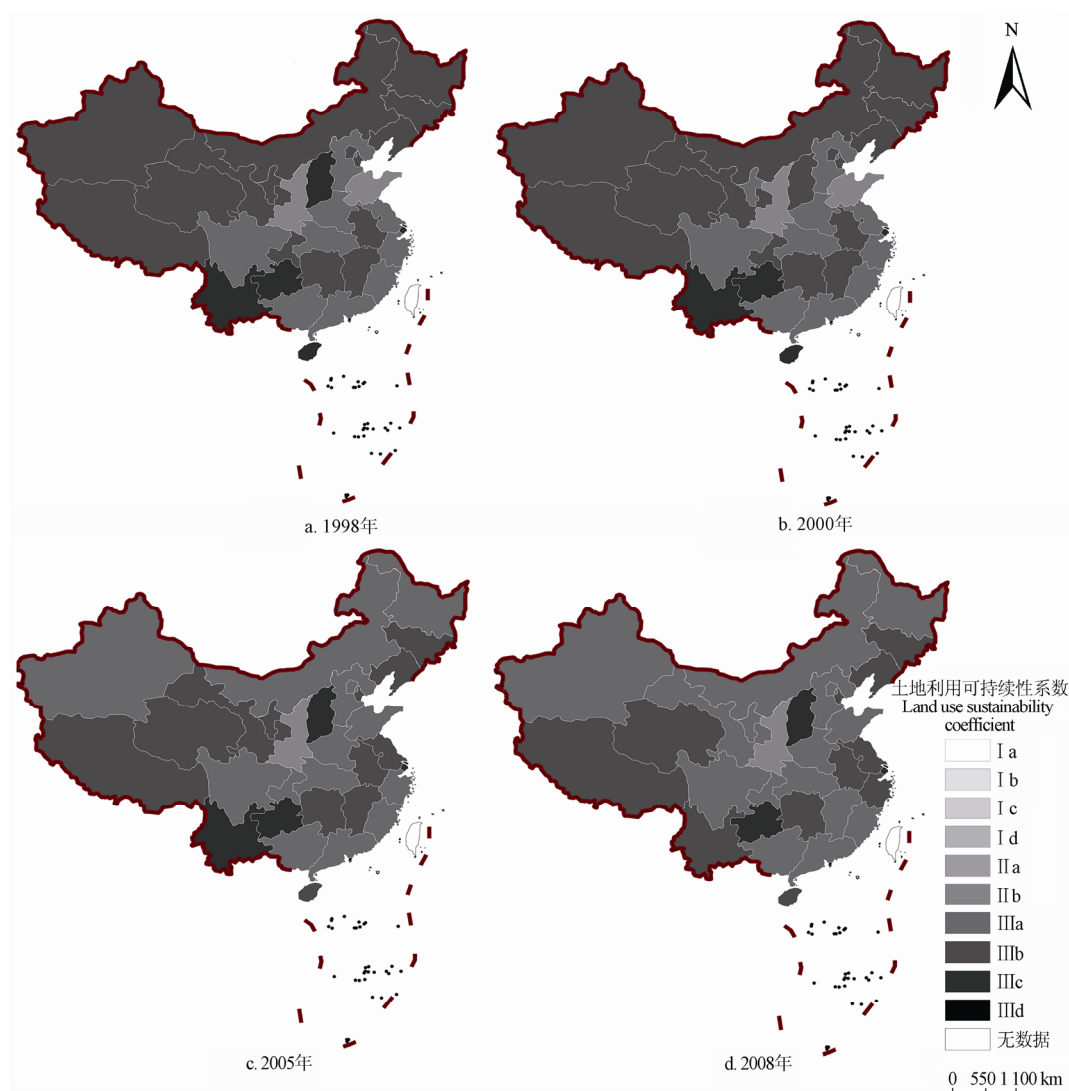 N
a. 1998年
b. 2000年
土地利用可持续性系数
Land use sustainability
coefficient
Ⅰa
Ⅰb
Ⅰc
Ⅰd
Ⅱa
Ⅱb
Ⅲa
Ⅲb
Ⅲc
Ⅲd
无数据
c. 2005年
d. 2008年
0 550 1 100 km